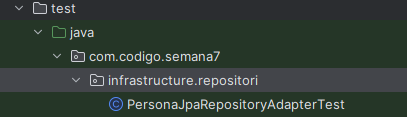 test
java
com.codigo.semana7
infrastructure.repositori
PersonaJpaRepositoryAdapterTest